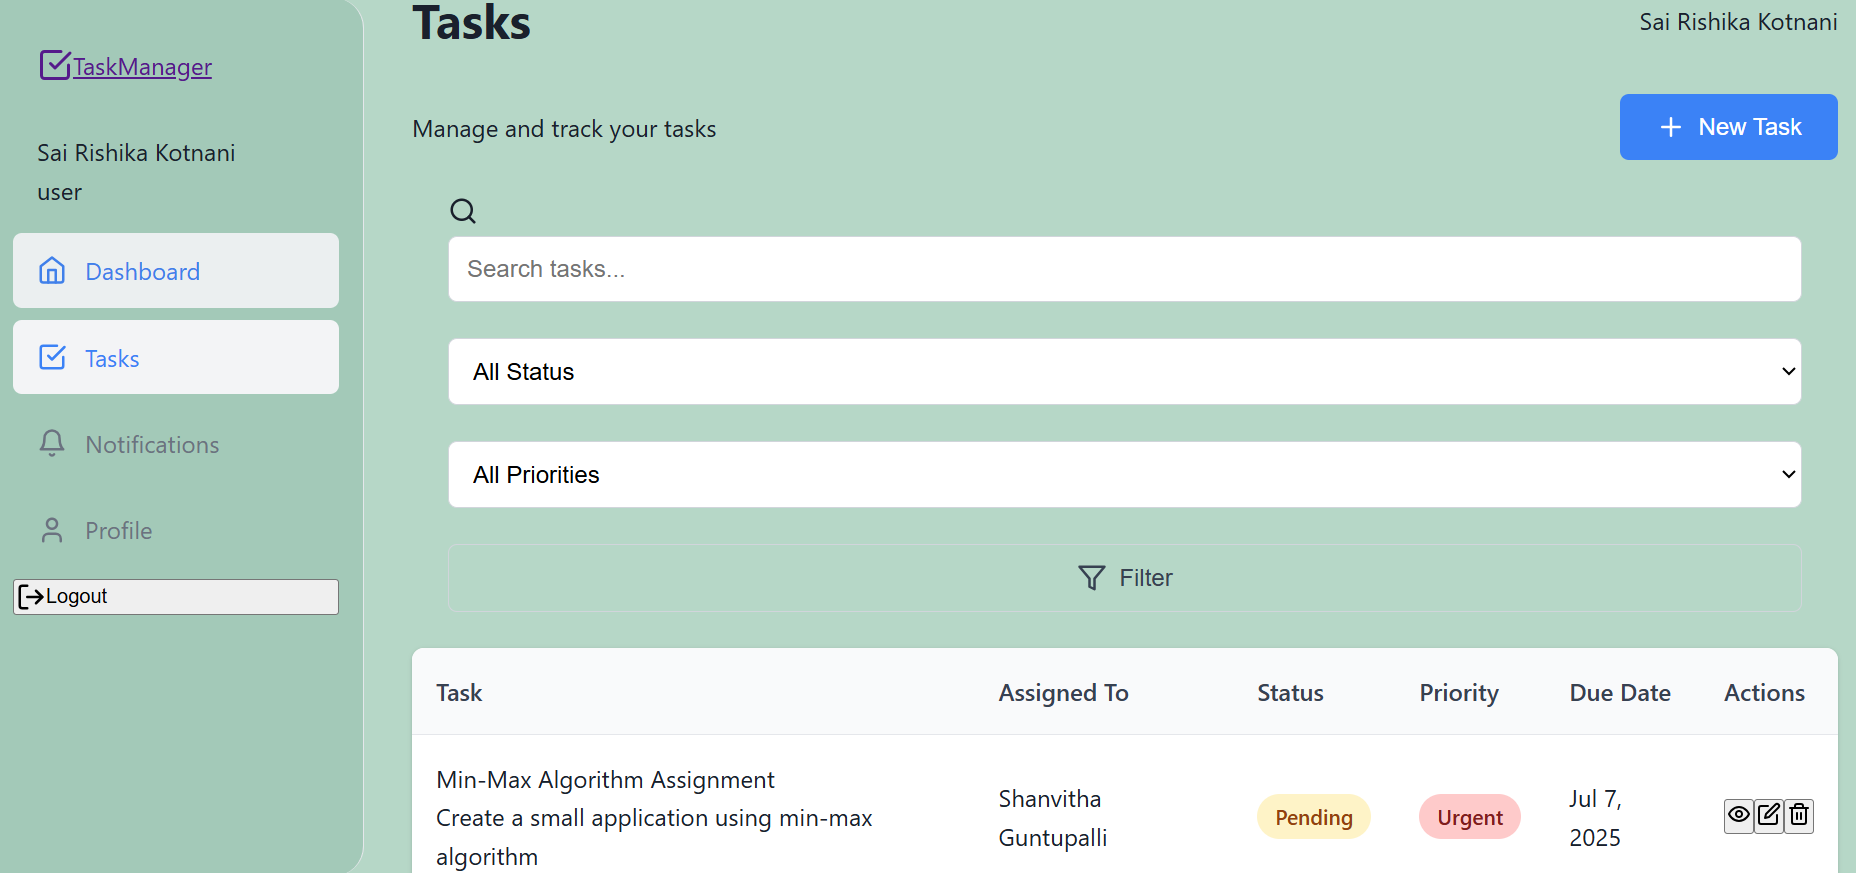 TaskManager
Sai Rishika Kotnani
user
Dashboard
Tasks
Notifications
Profile
Logout
Tasks
Sai Rishika Kotnani
Manage and track your tasks
New Task
Search tasks...
All Status
All Priorities
Filter
Task Assigned To Status Priority Due Date Actions
Min-Max Algorithm Assignment
Create a small application using min-max
algorithm
Shanvitha
Guntupalli
Pending
Urgent
Jul 7,
2025